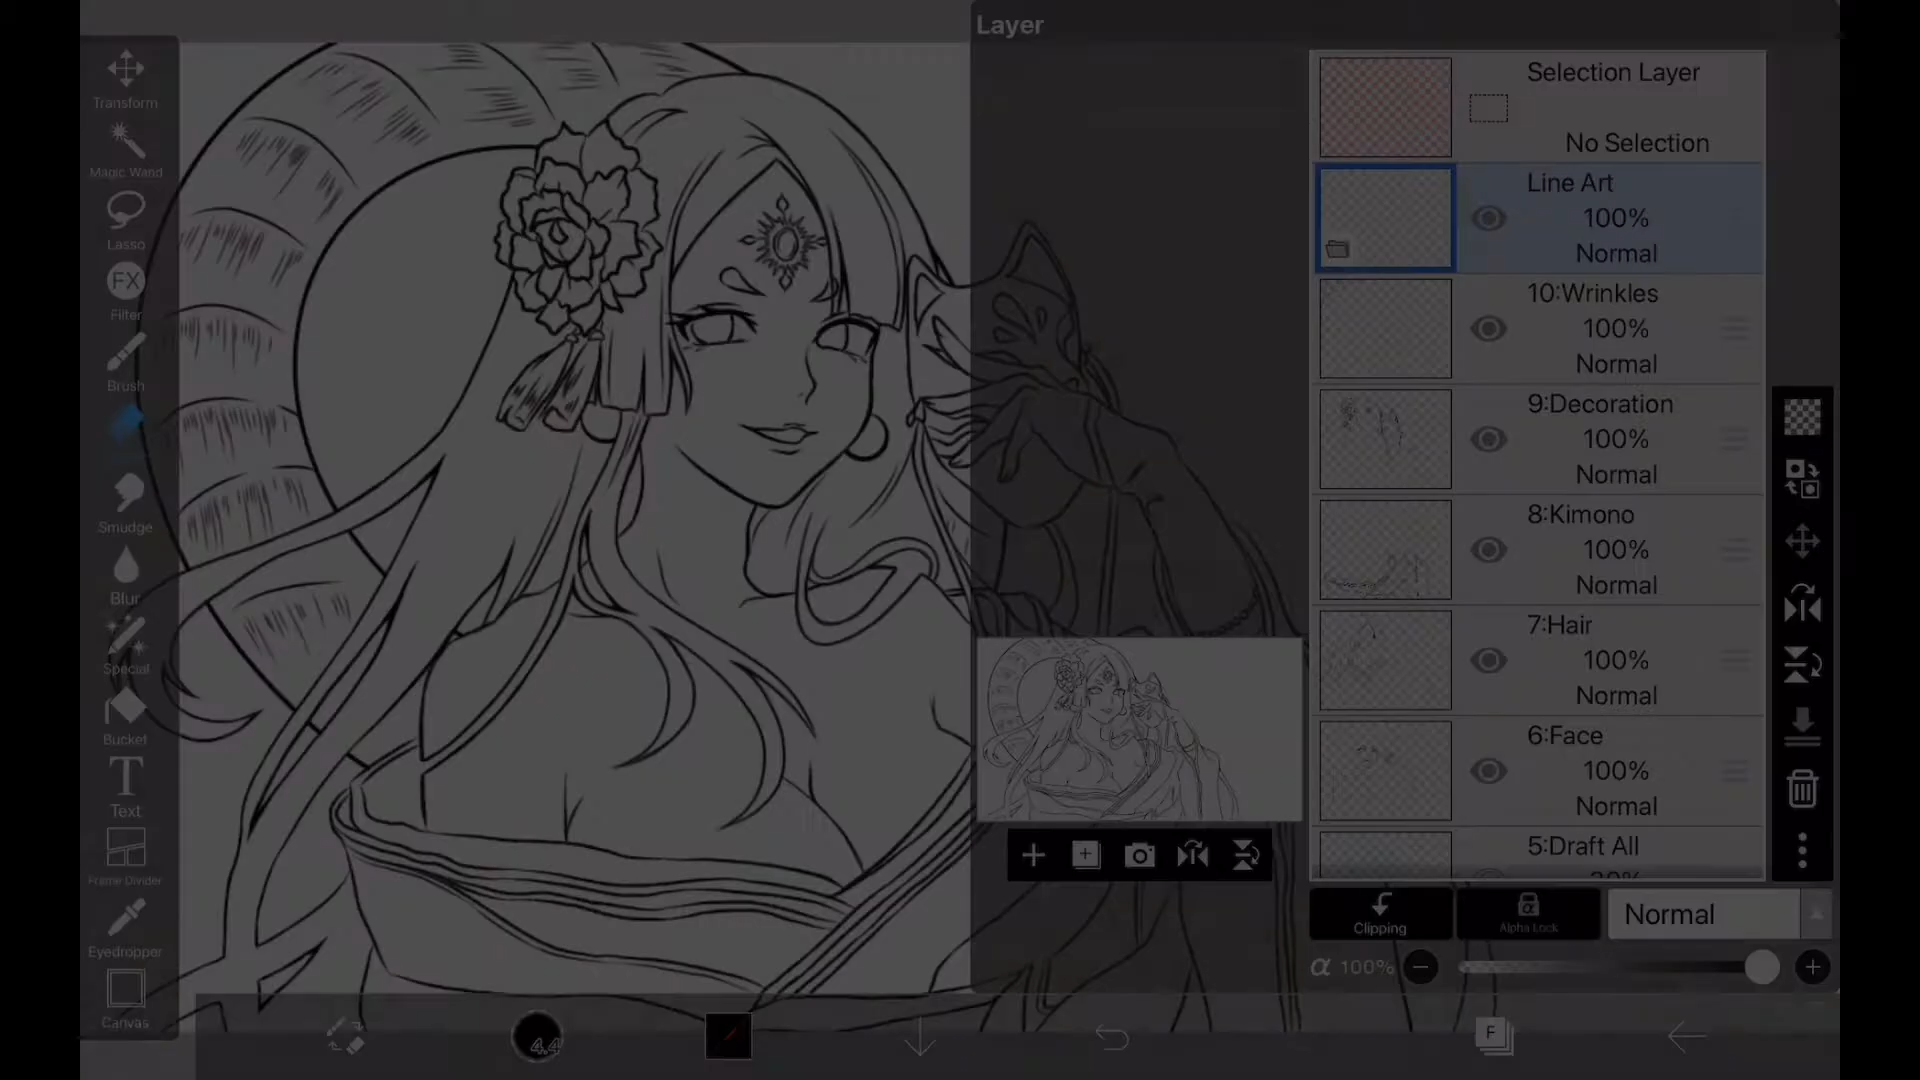 Layer
Transform
Magic Wand
Lasso
FX
Filter
Brush
Smudge
Blur
Special
Bucket
T
Text
Frame Divider
Eyedropper
Canvas
Selection Layer
No Selection
Line Art
100%
Normal
10:Wrinkles
100%
Normal
9:Decoration
100%
Normal
8:Kimono
100%
Normal
7:Hair
100%
Normal
6:Face
100%
Normal
5:Draft All
Clipping
α
Alpha Lock
Normal
α 100%
4.4
F